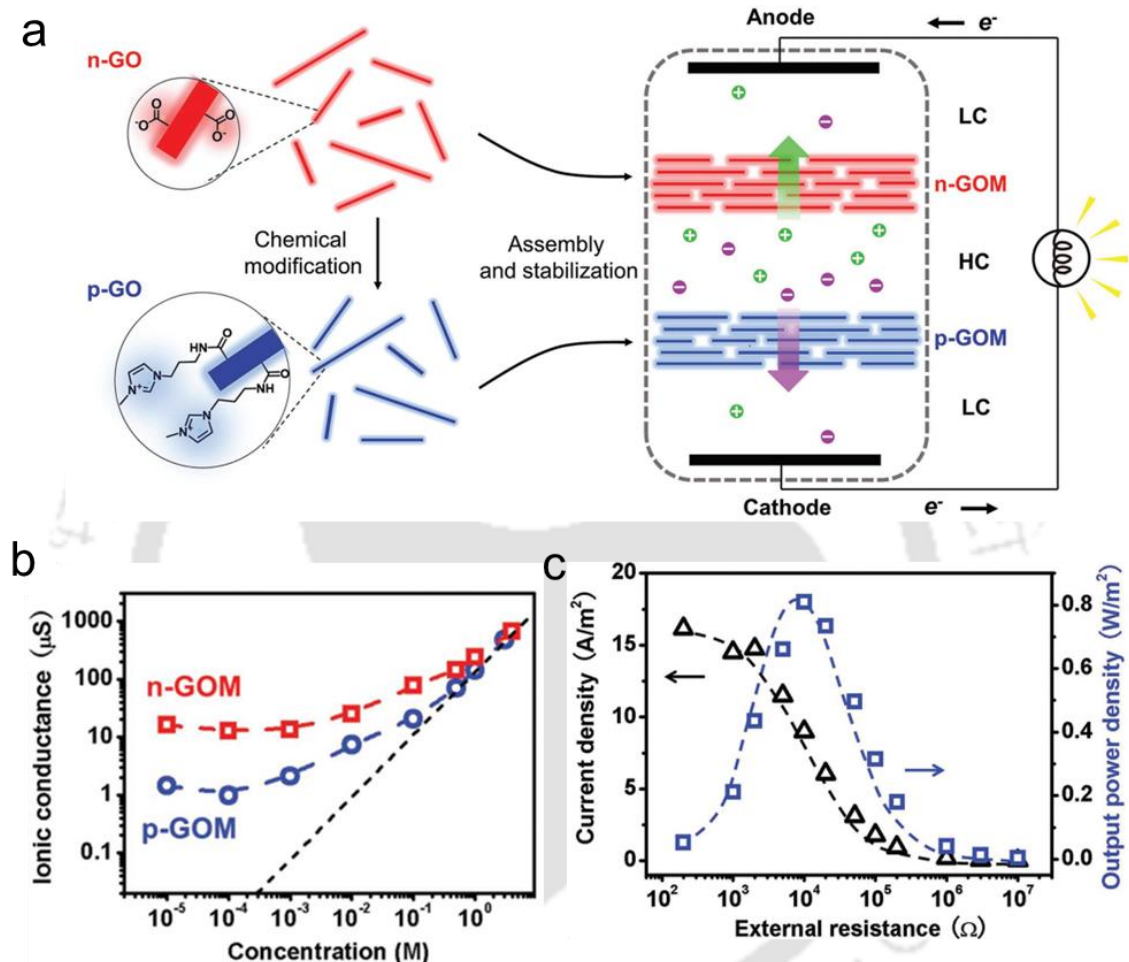 a
n-GO
O
O-
O
O-
Chemical
modification
p-GO
O
HN
O
NH
N
N+
N
N+
Assembly
and stabilization
Anode
e-
LC
n-GOM
HC
p-GOM
LC
Cathode
e-
b
Ionic conductance (μS)
1000
100
10
1
0.1
n-GOM
p-GOM
10-5 10-4 10-3 10-2 10-1 100
Concentration (M)
c
Current density (A/m2)
20
15
10
5
0
Output power density (W/m2)
0.8
0.6
0.4
0.2
0.0
102 103 104 105 106 107
External resistance (Ω)